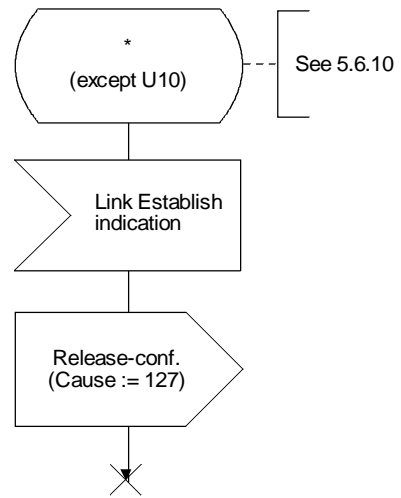 *
(except U10)
See 5.6.10
Link Establish
indication
Release-conf.
(Cause := 127)